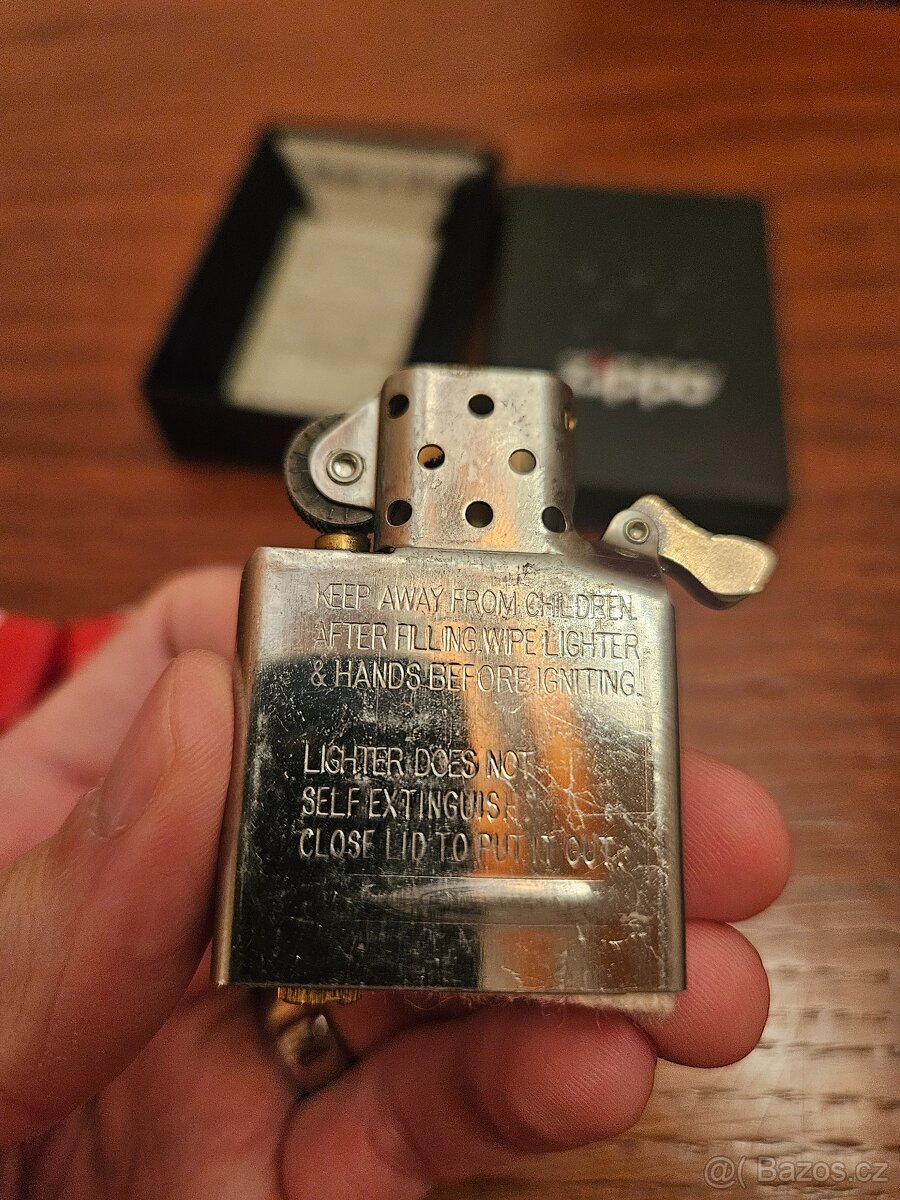 zippo
KEEP AWAY FROM CHILDREN.
AFTER FILLING, WIPE LIGHTER
& HANDS BEFORE IGNITING.
LIGHTER DOES NOT
SELF EXTINGUISH.
CLOSE LID TO PUT IT OUT.
@( Bazos.cz